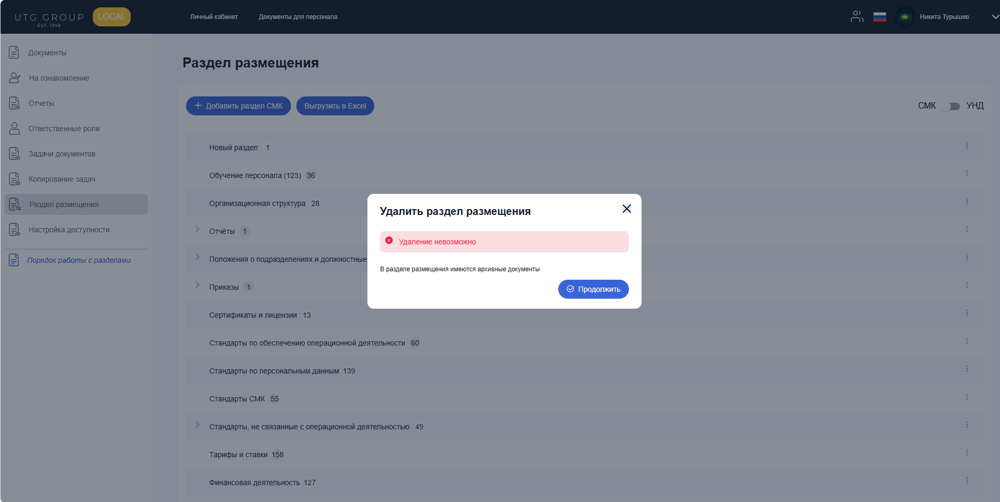 UTG GROUP
EST. 1998
LOCAL
Личный кабинет
Документы для персонала
Никита Турышев
Документы
На ознакомление
Отчеты
Ответственные роли
Задачи документов
Копирование задач
Раздел размещения
Настройка доступности
Порядок работы с разделами
Раздел размещения
Добавить раздел СМК
Выгрузить в Excel
СМК
УНД
Новый раздел 1
Обучение персонала (123) 36
Организационная структура 28
Отчёты 1
Положения о подразделениях и должностные
Приказы 1
Сертификаты и лицензии 13
Стандарты по обеспечению операционной деятельности 60
Стандарты по персональным данным 139
Стандарты СМК 55
Стандарты, не связанные с операционной деятельностью 49
Тарифы и ставки 158
Финансовая деятельность 127
Удалить раздел размещения
Удаление невозможно
В разделе размещения имеются архивные документы
Продолжить